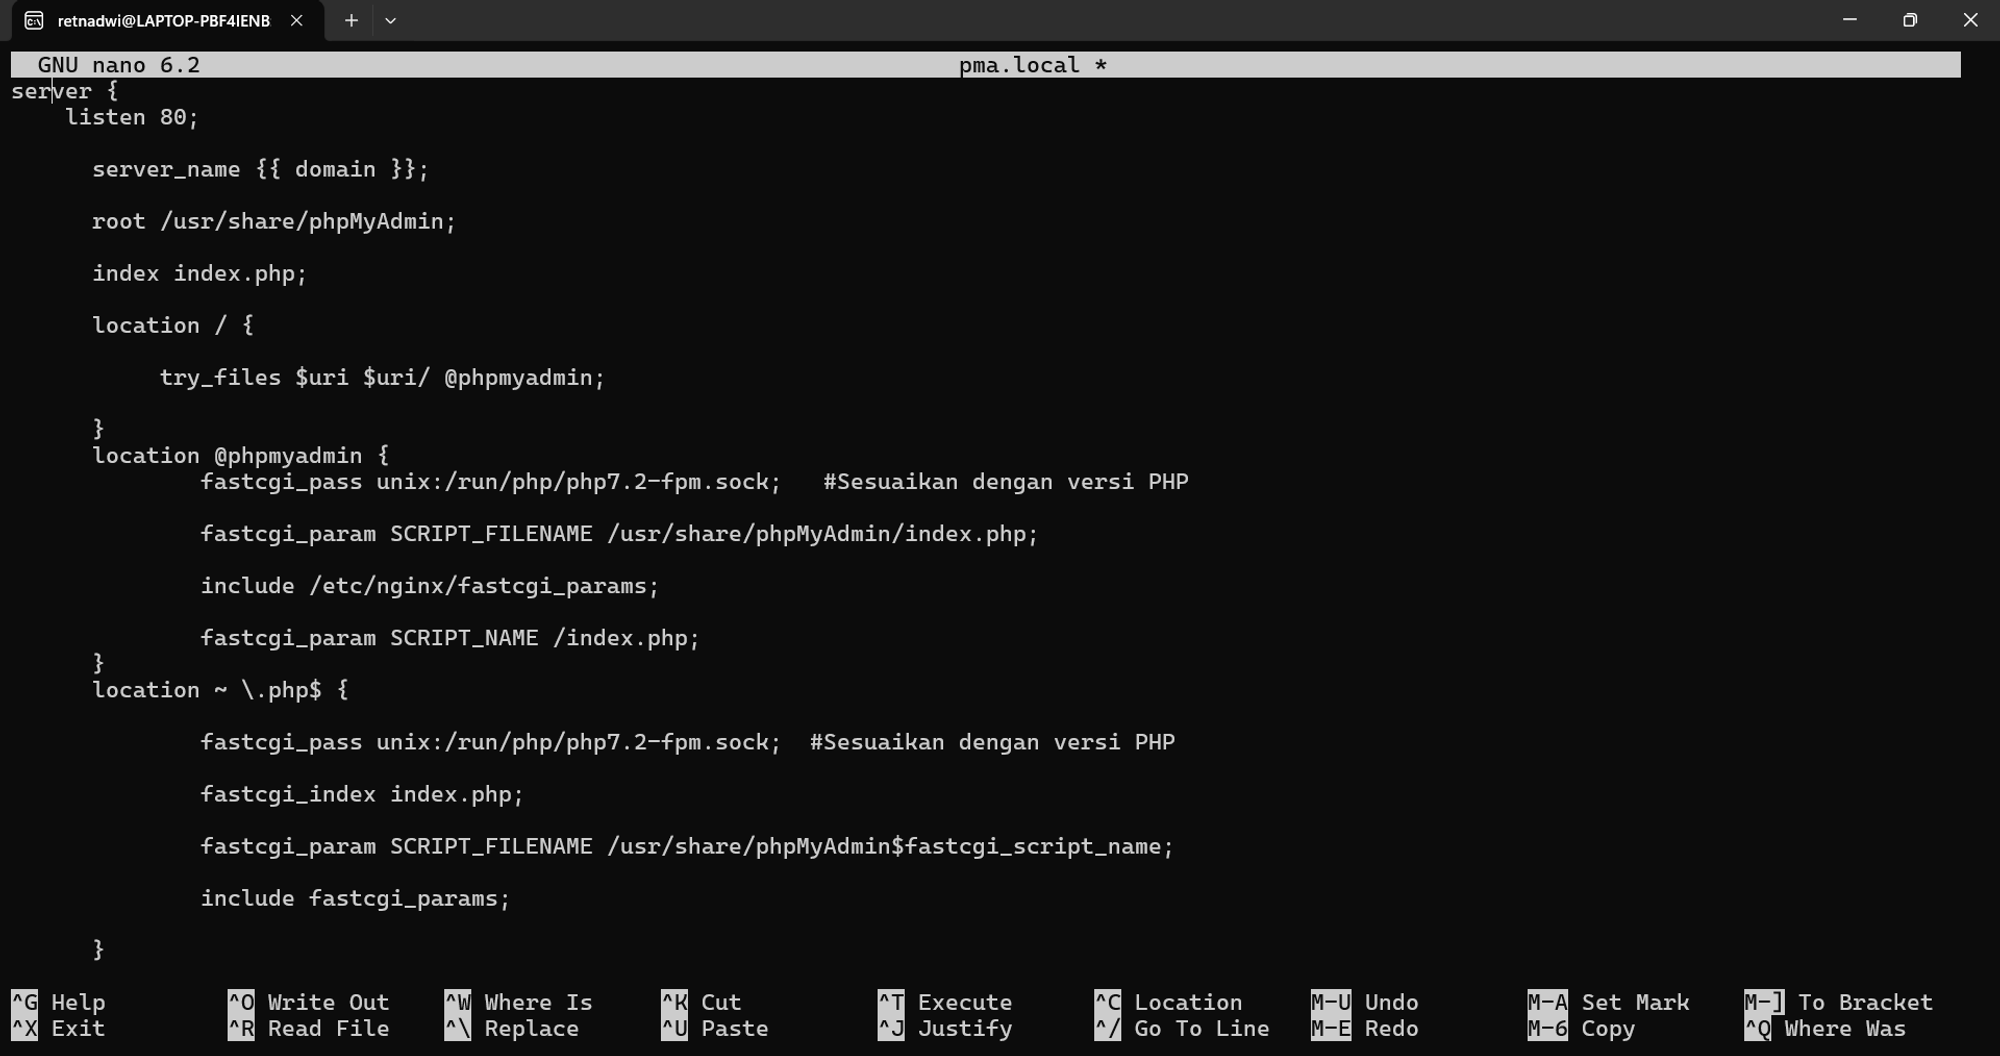 retnadwi@LAPTOP-PBF4IENB
GNU nano 6.2 pma.local *
server {
listen 80;
server_name {{ domain }};
root /usr/share/phpMyAdmin;
index index.php;
location / {
try_files $uri $uri/ @phpmyadmin;
}
location @phpmyadmin {
fastcgi_pass unix:/run/php/php7.2-fpm.sock; #Sesuaikan dengan versi PHP
fastcgi_param SCRIPT_FILENAME /usr/share/phpMyAdmin/index.php;
include /etc/nginx/fastcgi_params;
fastcgi_param SCRIPT_NAME /index.php;
}
location ~ \.php$ {
fastcgi_pass unix:/run/php/php7.2-fpm.sock; #Sesuaikan dengan versi PHP
fastcgi_index index.php;
fastcgi_param SCRIPT_FILENAME /usr/share/phpMyAdmin$fastcgi_script_name;
include fastcgi_params;
}
^G Help ^O Write Out ^W Where Is ^K Cut ^T Execute ^C Location M-U Undo M-A Set Mark M-] To Bracket
^X Exit ^R Read File ^\ Replace ^U Paste ^J Justify ^/ Go To Line M-E Redo M-6 Copy ^Q Where Was